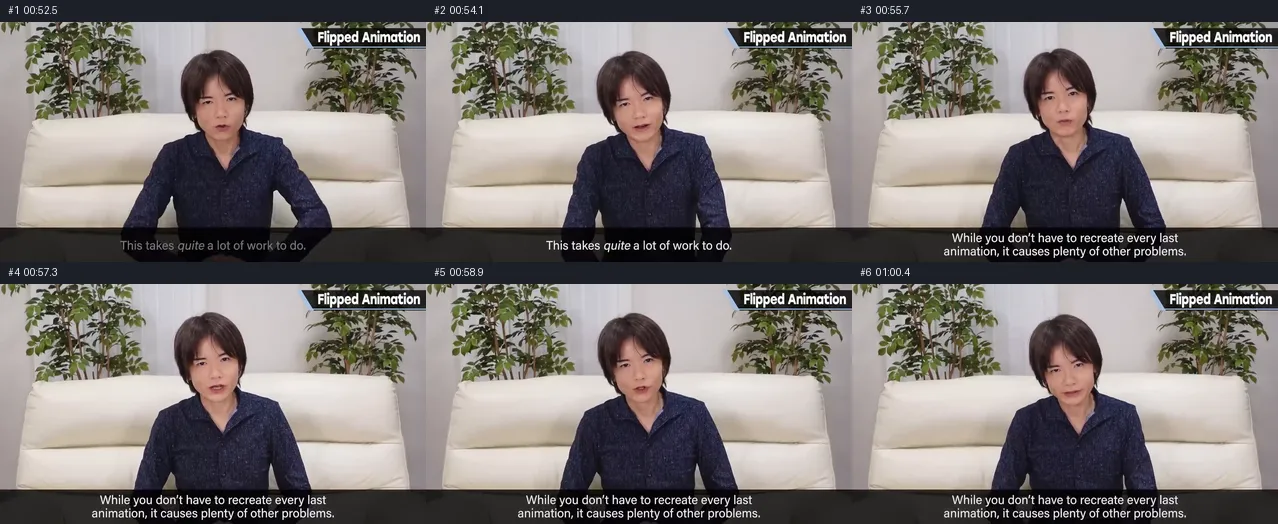 #1 00:52.5
Flipped Animation
This takes quite a lot of work to do.
#2 00:54.1
Flipped Animation
This takes quite a lot of work to do.
#3 00:55.7
Flipped Animation
While you don't have to recreate every last
animation, it causes plenty of other problems.
#4 00:57.3
Flipped Animation
While you don't have to recreate every last
animation, it causes plenty of other problems.
#5 00:58.9
Flipped Animation
While you don't have to recreate every last
animation, it causes plenty of other problems.
#6 01:00.4
Flipped Animation
While you don't have to recreate every last
animation, it causes plenty of other problems.